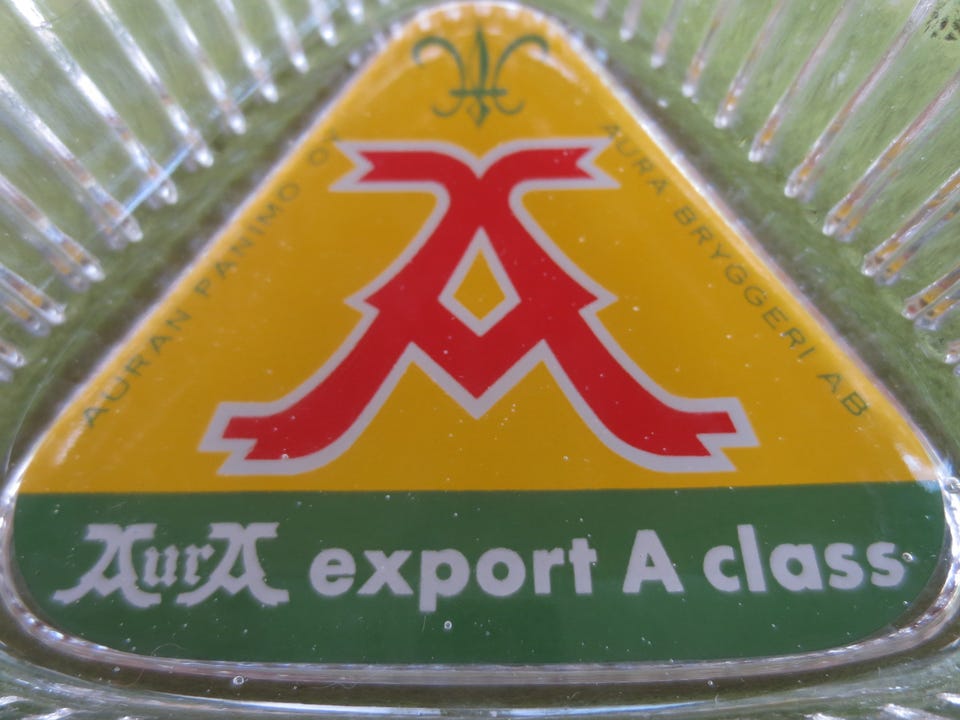 AURAN PANIMO OY
AURA BRYGGERI AB
A
AurA export A class